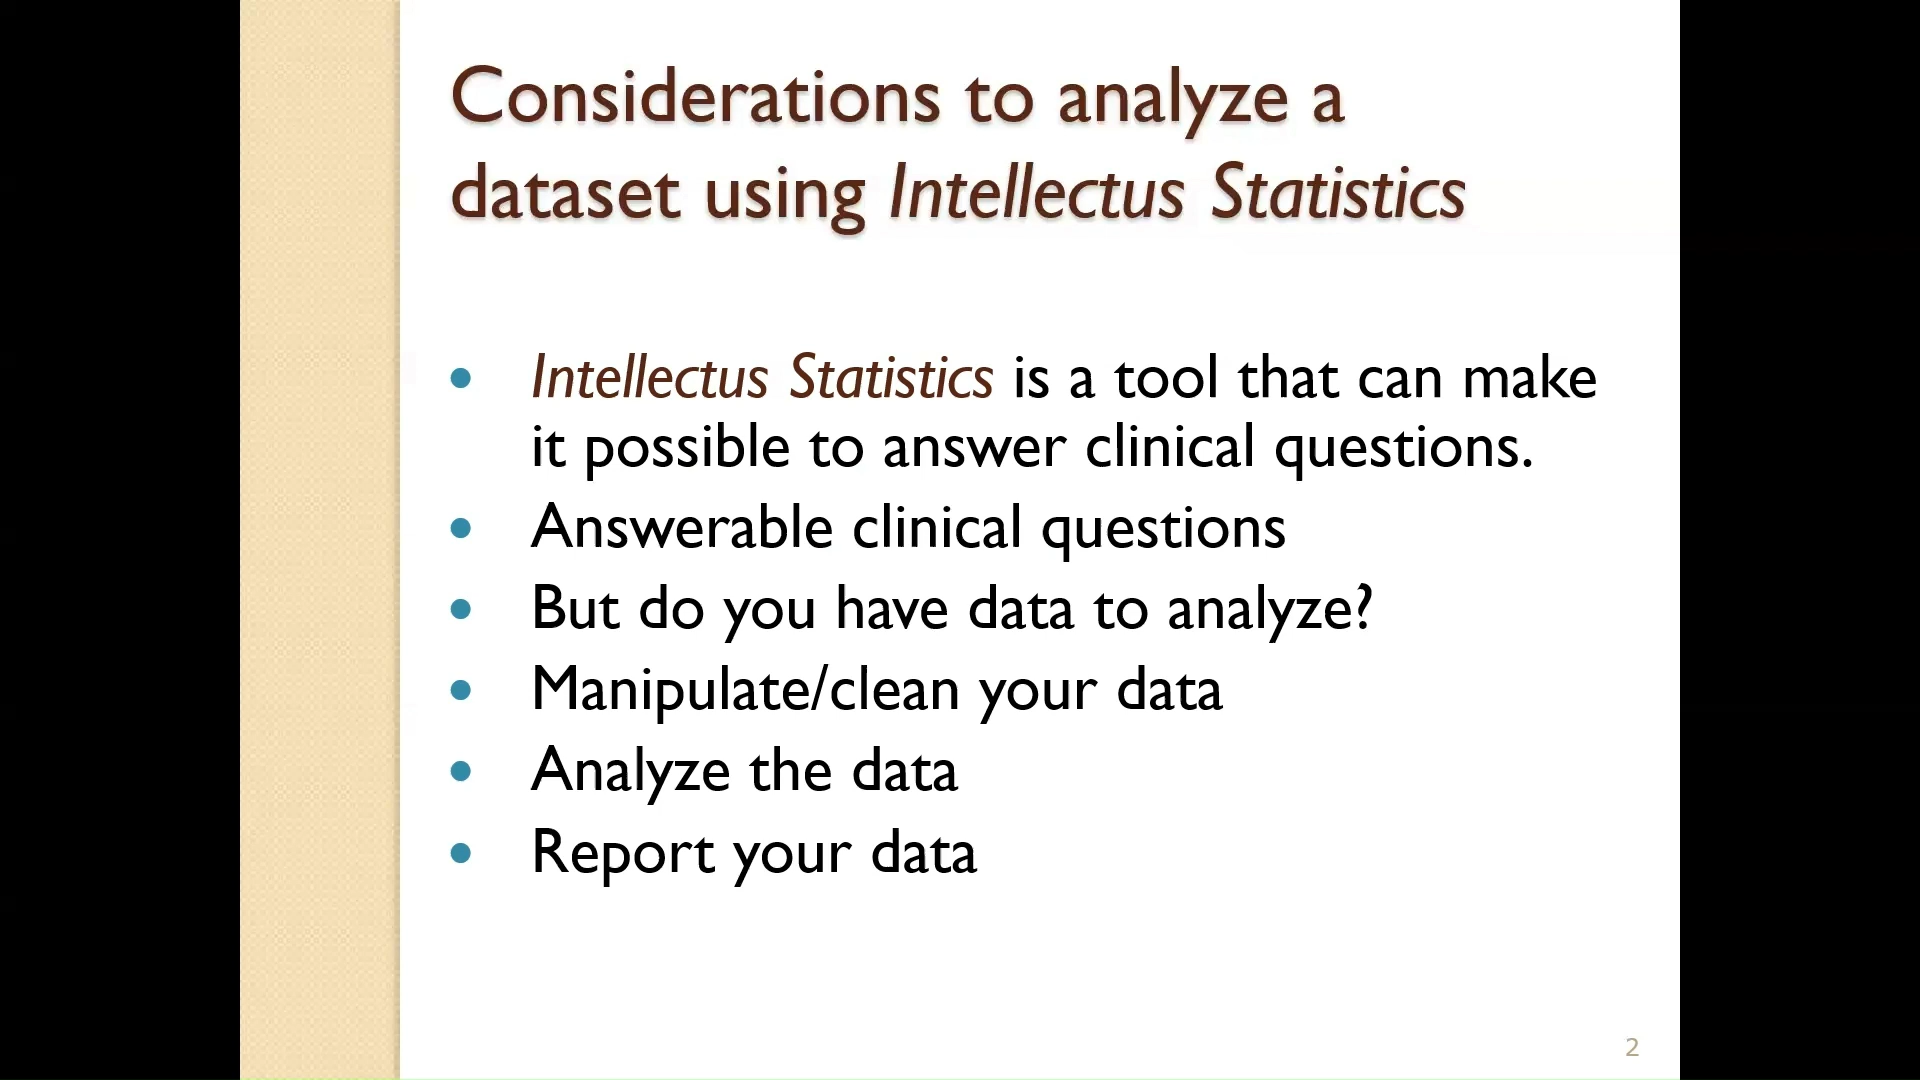 Considerations to analyze a
dataset using Intellectus Statistics
• Intellectus Statistics is a tool that can make
it possible to answer clinical questions.
• Answerable clinical questions
• But do you have data to analyze?
• Manipulate/clean your data
• Analyze the data
• Report your data
2